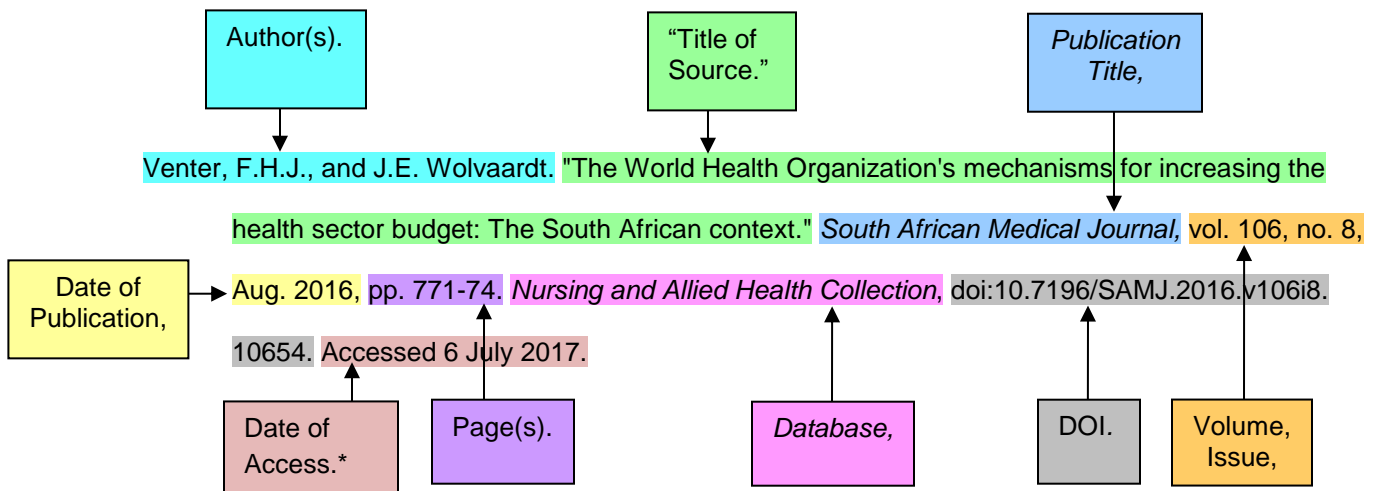 Author(s).
“Title of
Source.”
Publication
Title,
Venter, F.H.J., and J.E. Wolvaardt. "The World Health Organization's mechanisms for increasing the
health sector budget: The South African context." South African Medical Journal, vol. 106, no. 8,
Date of
Publication,
Aug. 2016, pp. 771-74. Nursing and Allied Health Collection, doi:10.7196/SAMJ.2016.v106i8.
10654. Accessed 6 July 2017.
Date of
Access.*
Page(s).
Database,
DOI.
Volume,
Issue,